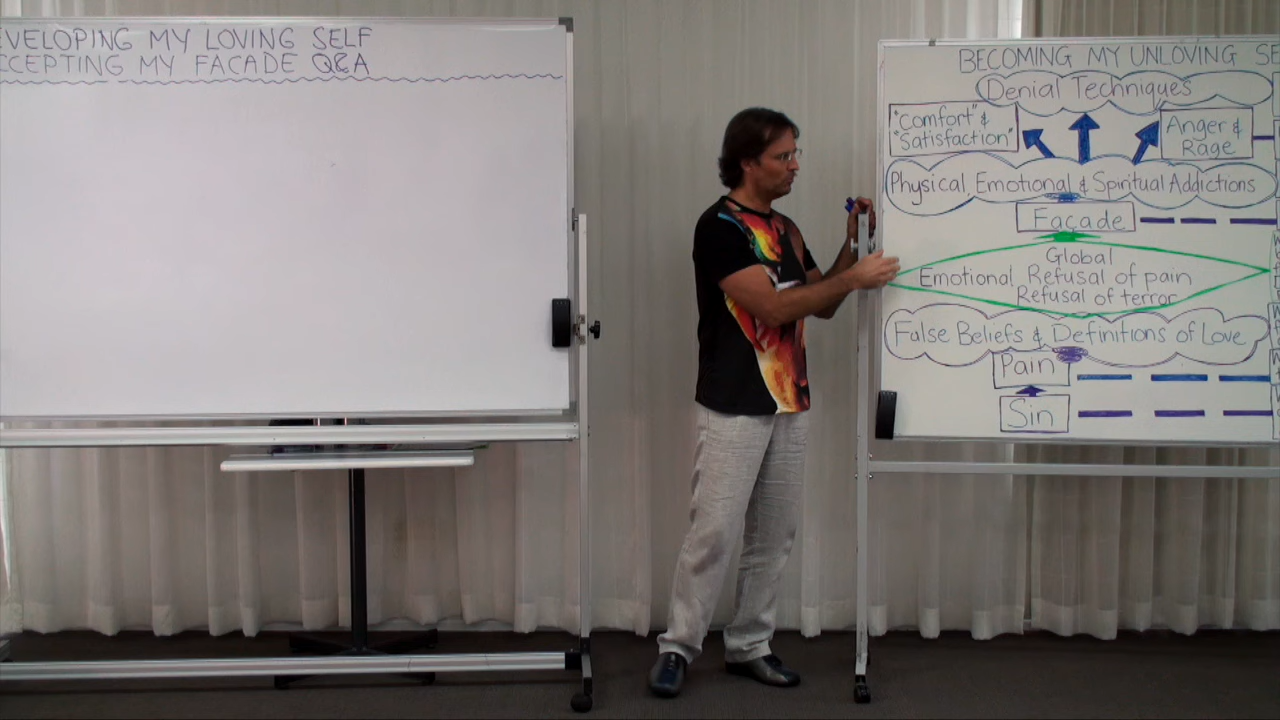 EVELOPING MY LOVING SELF
CCEPTING MY FACADE Q&A
BECOMING MY UNLOVING SE
Denial Techniques
"Comfort" &
"Satisfaction"
Anger &
Rage
Physical, Emotional & Spiritual Addictions
Façade
Global
Emotional Refusal of pain
Refusal of terror
False Beliefs & Definitions of Love
Pain
Sin